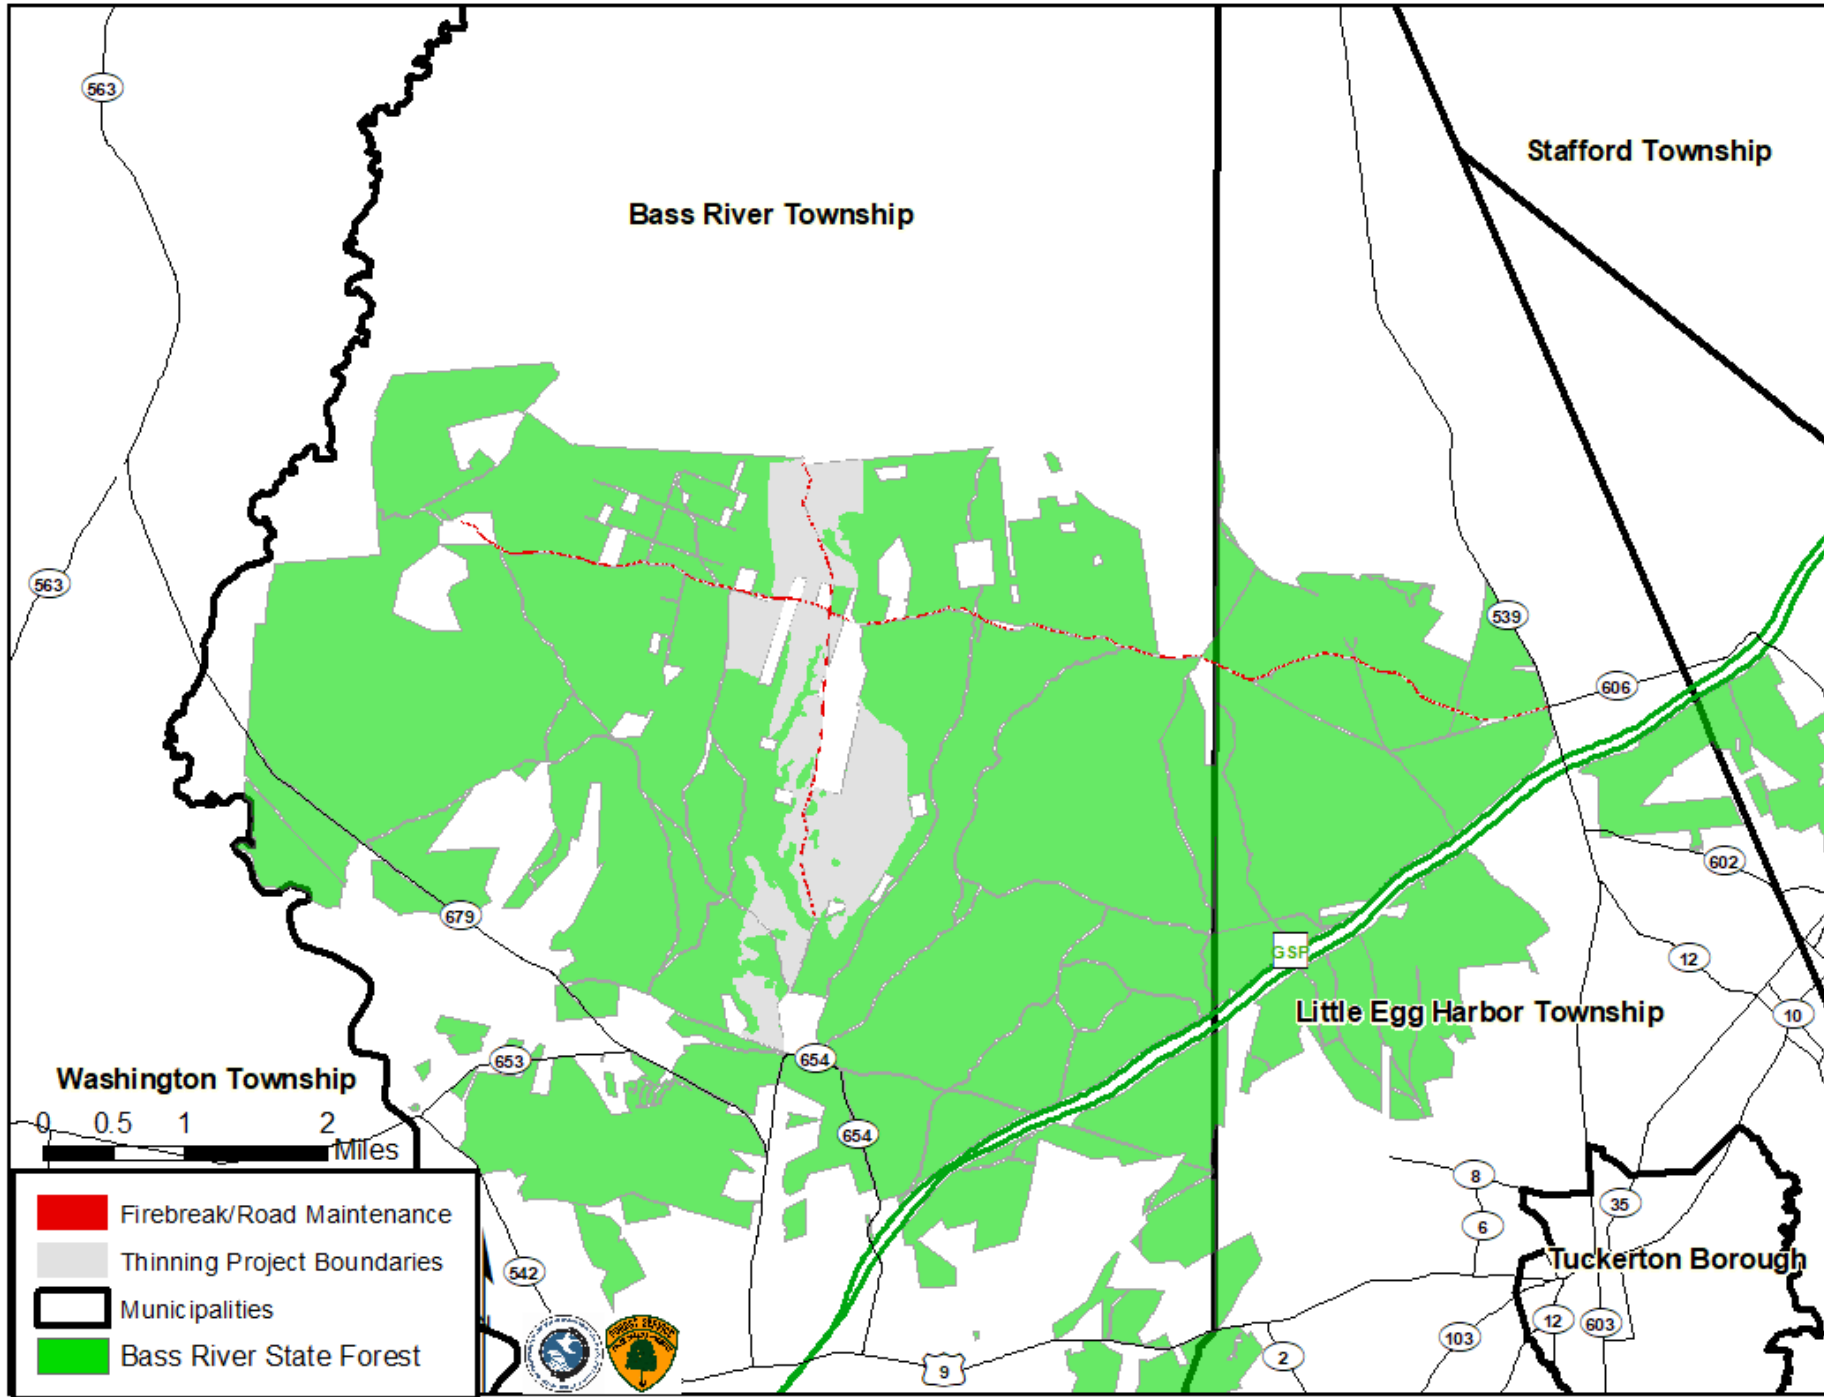 563
Stafford Township
Bass River Township
563
539
606
602
679
GSP
12
Little Egg Harbor Township
10
653
654
Washington Township
0 0.5 1 2
Miles
654
8
35
6
Firebreak/Road Maintenance
Thinning Project Boundaries
Municipalities
Bass River State Forest
Tuckerton Borough
542
12
603
103
2
9
FOREST SERVICE